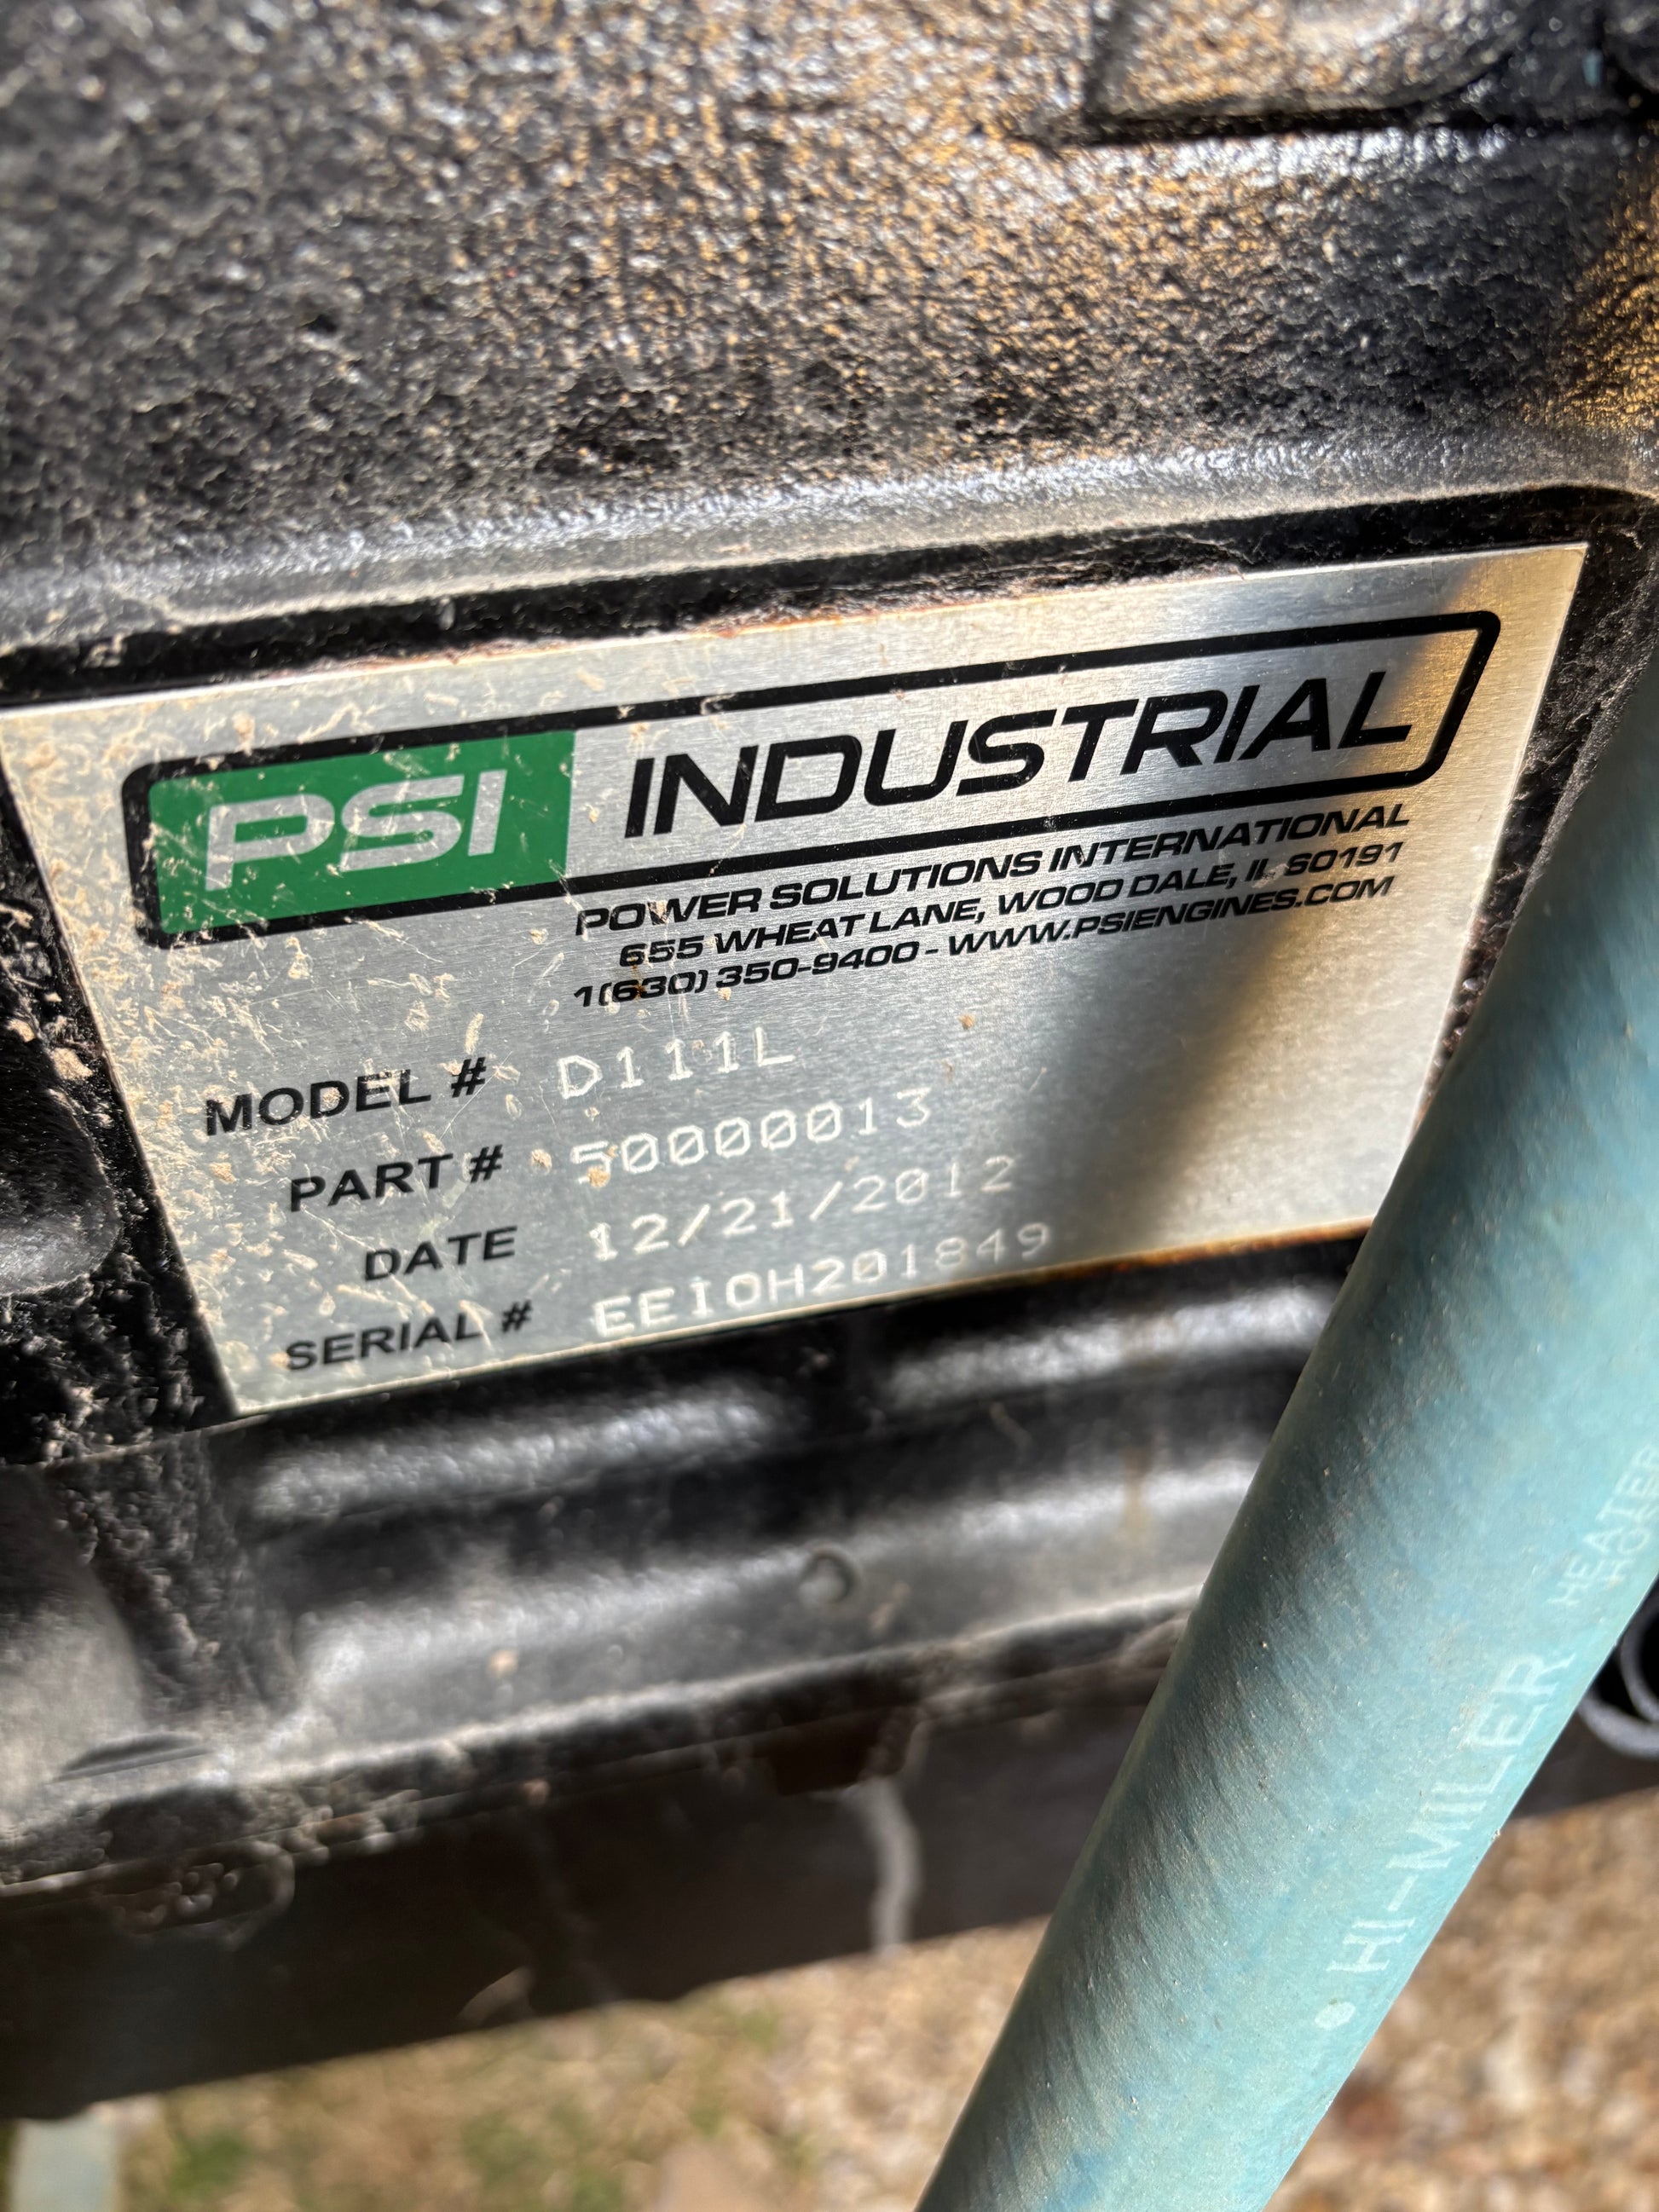 PSI INDUSTRIAL
POWER SOLUTIONS INTERNATIONAL
655 WHEAT LANE, WOOD DALE, IL 60191
1(630) 350-9400 - WWW.PSIENGINES.COM
MODEL # D111L
PART # 50000013
DATE 12/21/2012
SERIAL # EEIOH201849
• HI-MILER HEATER
HOSE